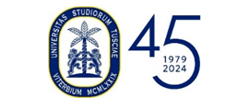 UNIVERSITAS STUDIORUM TUSCIAE
VITERBIUM MCMLXXIX
45
1979
2024